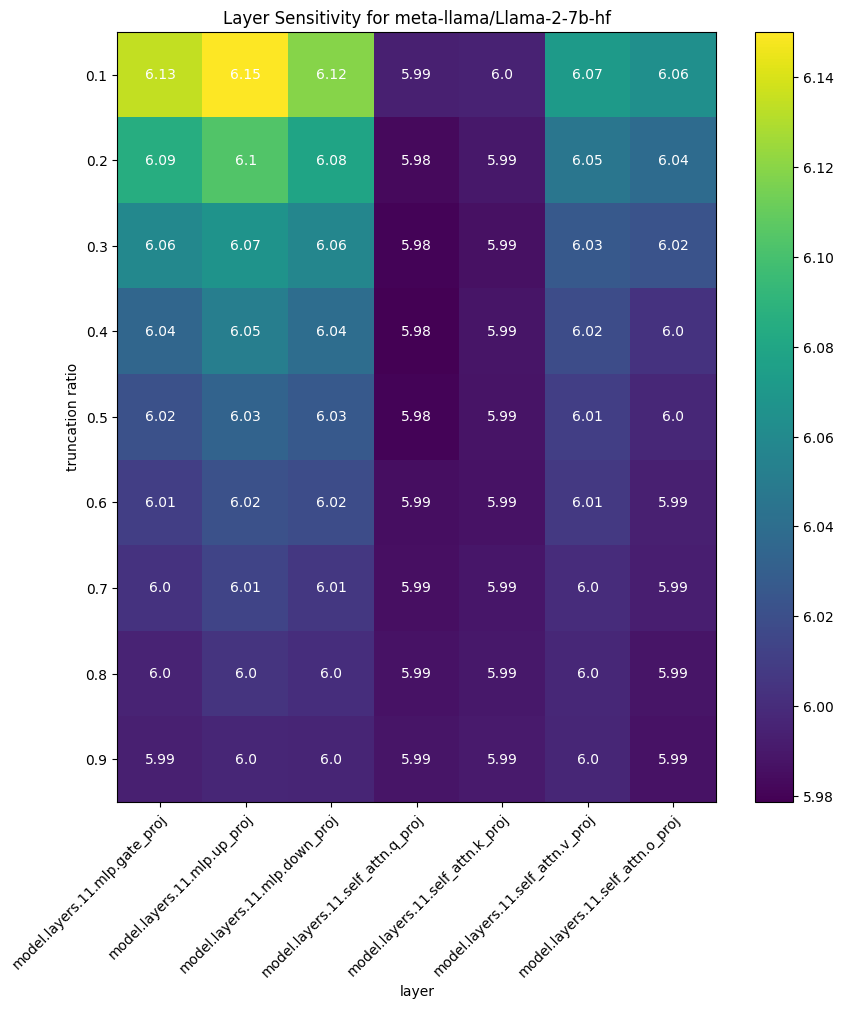 Layer Sensitivity for meta-llama/Llama-2-7b-hf
truncation ratio
0.1 6.13 6.15 6.12 5.99 6.0 6.07 6.06
0.2 6.09 6.1 6.08 5.98 5.99 6.05 6.04
0.3 6.06 6.07 6.06 5.98 5.99 6.03 6.02
0.4 6.04 6.05 6.04 5.98 5.99 6.02 6.0
0.5 6.02 6.03 6.03 5.98 5.99 6.01 6.0
0.6 6.01 6.02 6.02 5.99 5.99 6.01 5.99
0.7 6.0 6.01 6.01 5.99 5.99 6.0 5.99
0.8 6.0 6.0 6.0 5.99 5.99 6.0 5.99
0.9 5.99 6.0 6.0 5.99 5.99 6.0 5.99
model.layers.11.mlp.gate_proj
model.layers.11.mlp.up_proj
model.layers.11.mlp.down_proj
model.layers.11.self_attn.q_proj
model.layers.11.self_attn.k_proj
model.layers.11.self_attn.v_proj
model.layers.11.self_attn.o_proj
layer
6.14
6.12
6.10
6.08
6.06
6.04
6.02
6.00
5.98